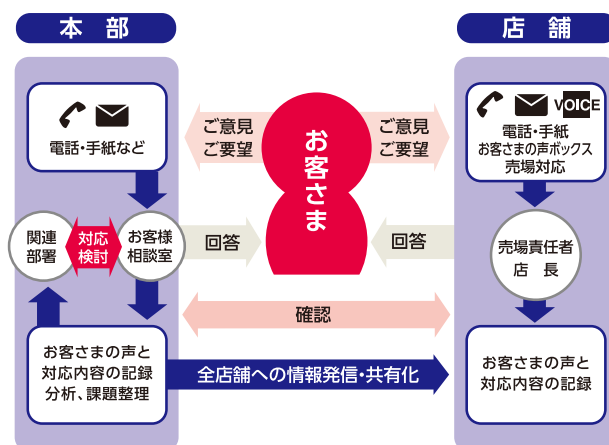 本部
店舗
電話・手紙など
ご意見
ご要望
お客さま
ご意見
ご要望
VOICE
電話・手紙
お客さまの声ボックス
売場対応
関連
部署
対応
検討
お客様
相談室
回答
回答
売場責任者
店長
確認
お客さまの声と
対応内容の記録
分析、課題整理
全店舗への情報発信・共有化
お客さまの声と
対応内容の記録